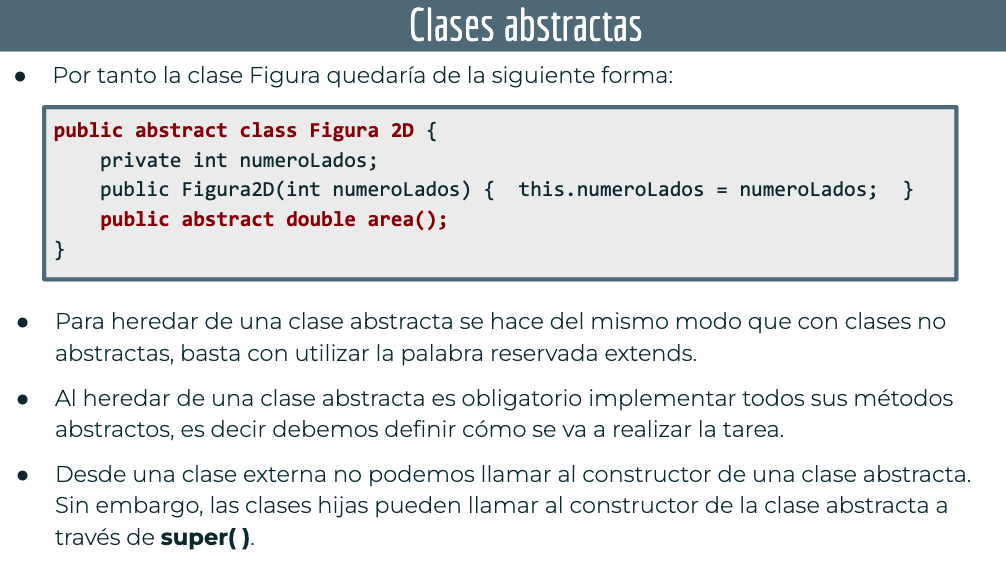 Clases abstractas
● Por tanto la clase Figura quedaría de la siguiente forma:
public abstract class Figura 2D {
    private int numeroLados;
    public Figura2D(int numeroLados) {  this.numeroLados = numeroLados;  }
    public abstract double area();
}
● Para heredar de una clase abstracta se hace del mismo modo que con clases no
abstractas, basta con utilizar la palabra reservada extends.
● Al heredar de una clase abstracta es obligatorio implementar todos sus métodos
abstractos, es decir debemos definir cómo se va a realizar la tarea.
● Desde una clase externa no podemos llamar al constructor de una clase abstracta.
Sin embargo, las clases hijas pueden llamar al constructor de la clase abstracta a
través de super( ).